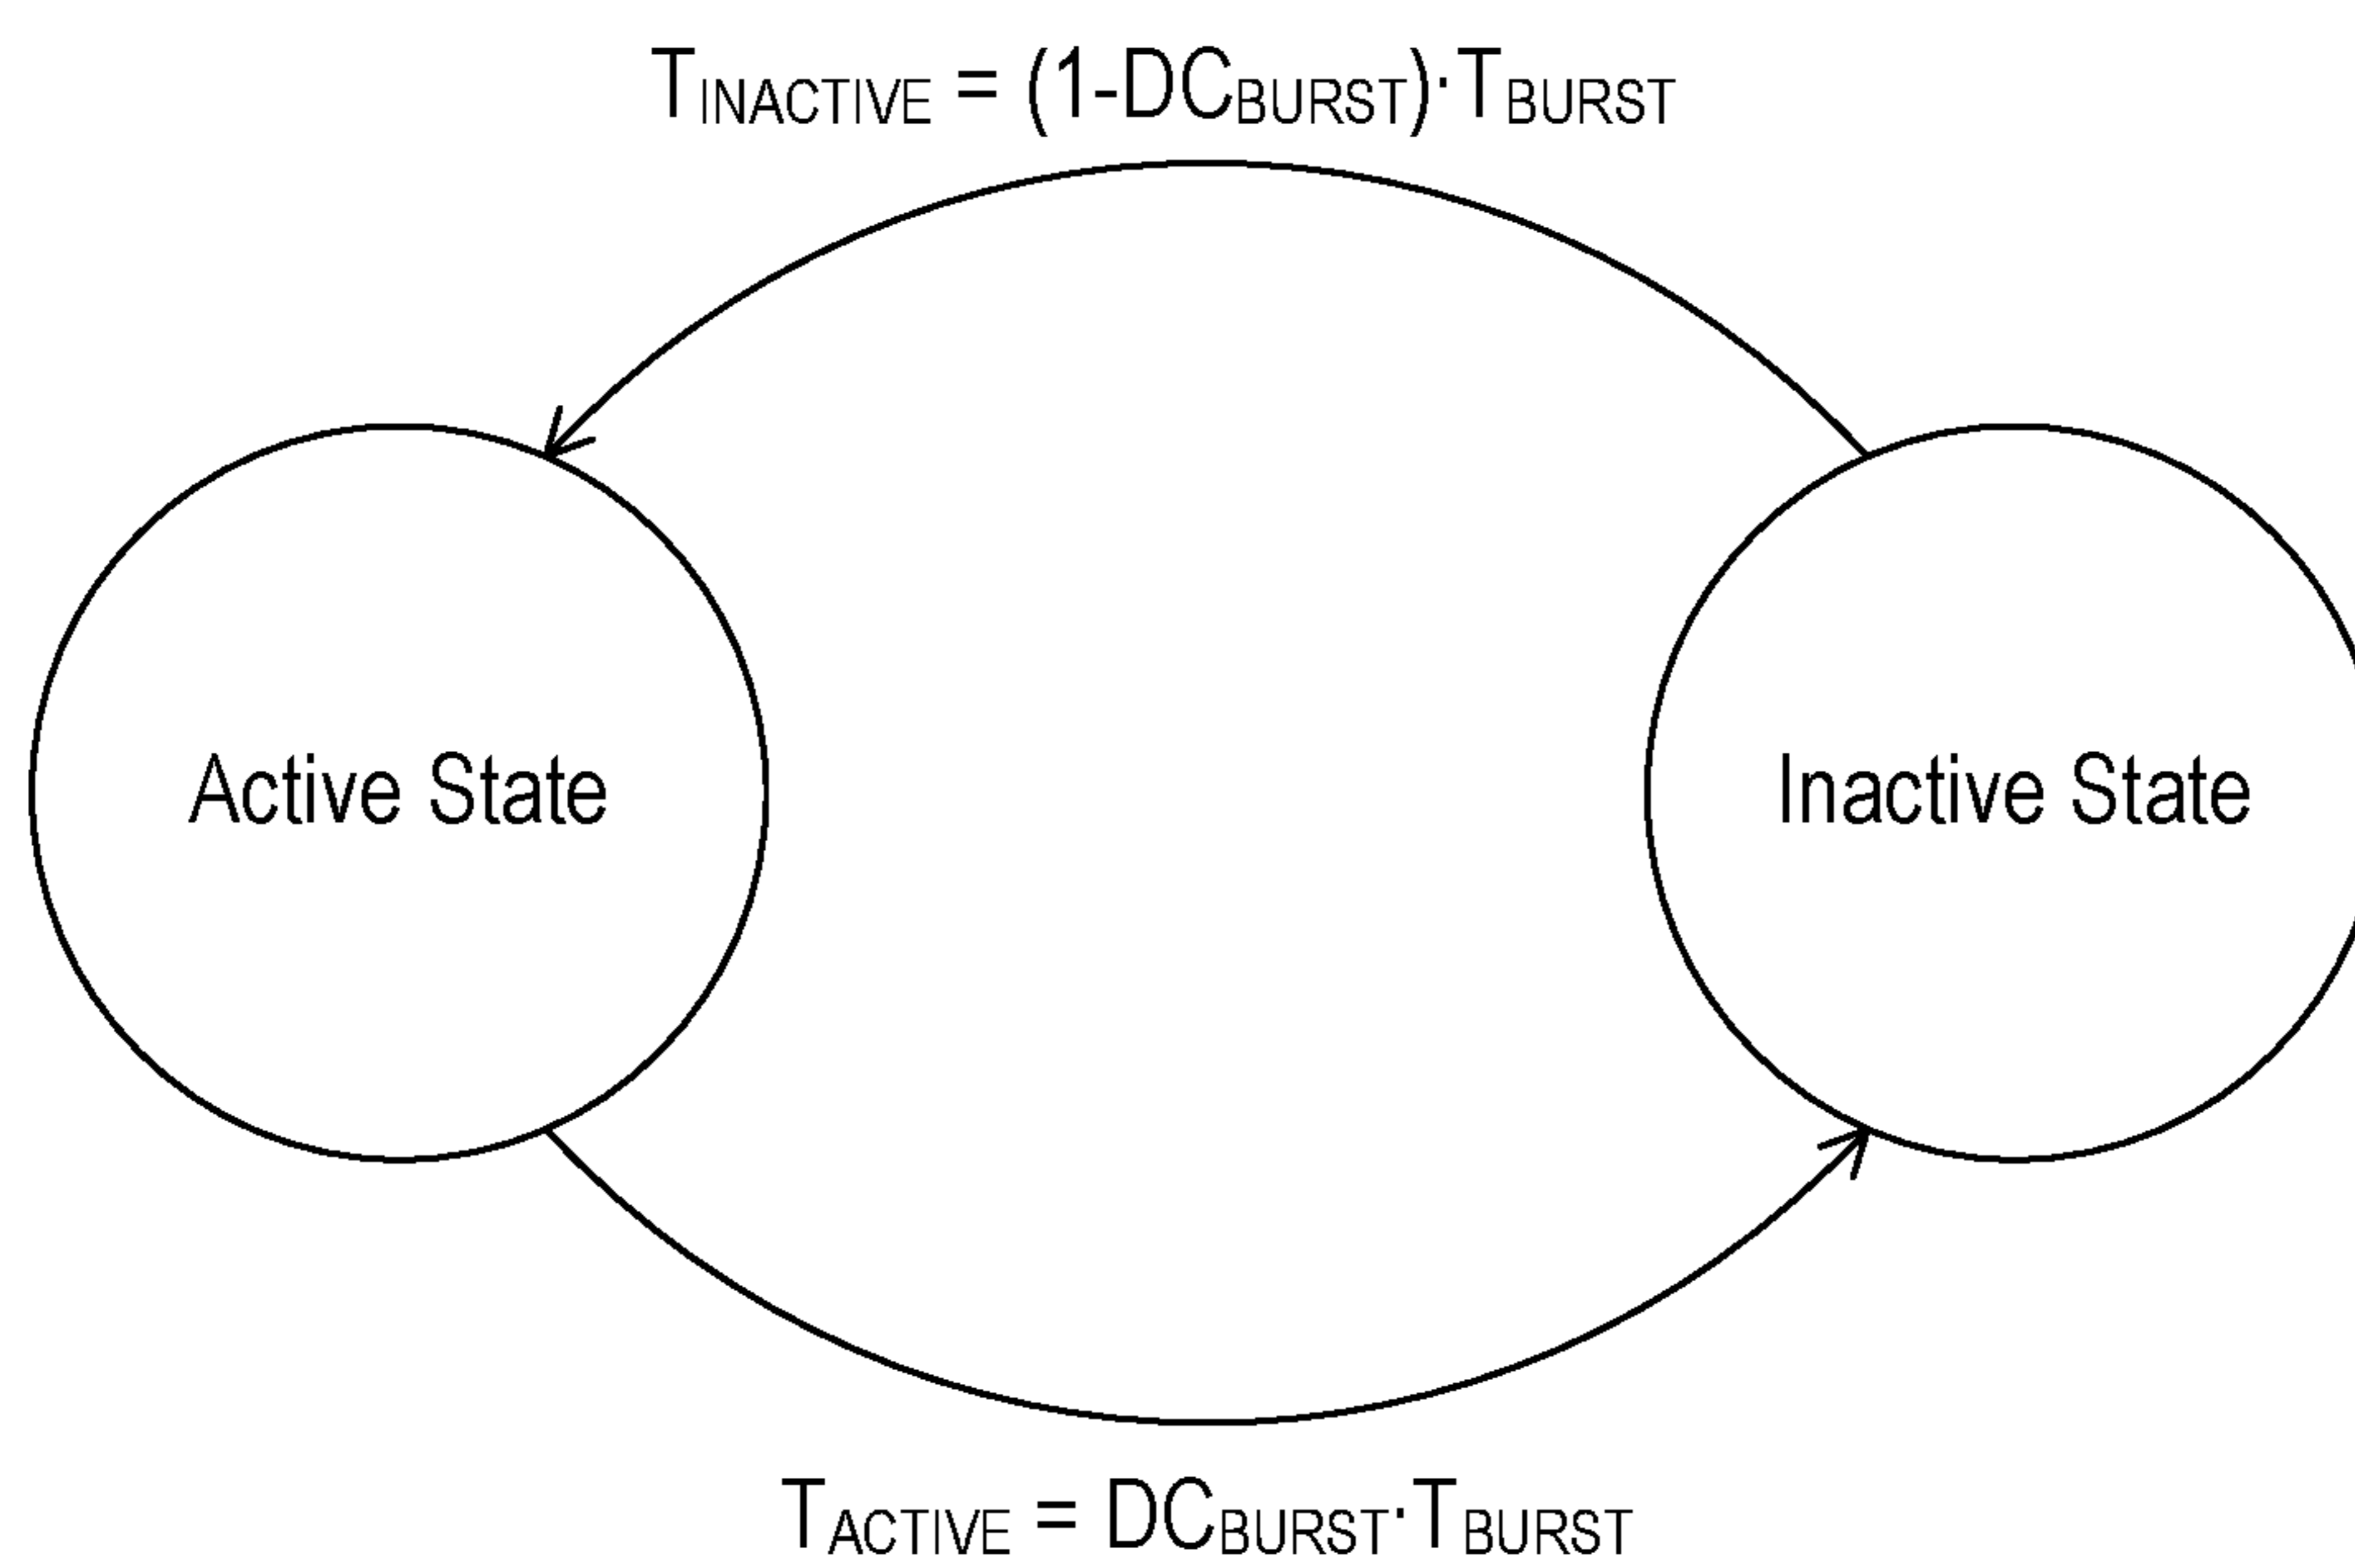 TINACTIVE = (1-DCBURST)·TBURST
Active State
Inactive State
TACTIVE = DCBURST·TBURST